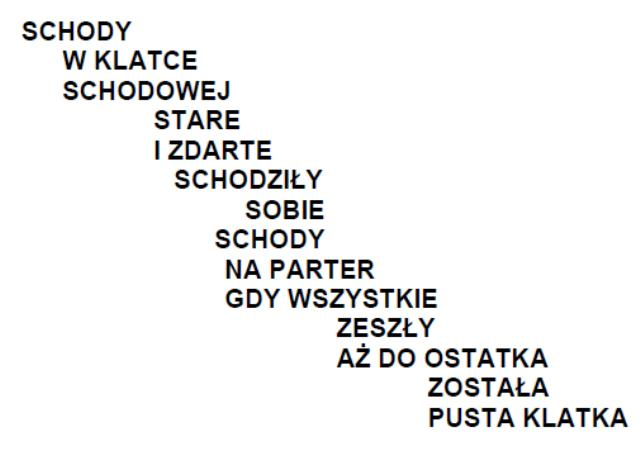 SCHODY
W KLATCE
SCHODOWEJ
STARE
I ZDARTE
SCHODZIŁY
SOBIE
SCHODY
NA PARTER
GDY WSZYSTKIE
ZESZŁY
AŻ DO OSTATKA
ZOSTAŁA
PUSTA KLATKA